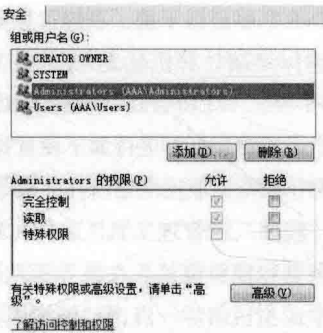 安全
组或用户名(G):
CREATOR OWNER
SYSTEM
Administrators (AAA\Administrators)
Users (AAA\Users)
添加(D)... 删除(R)
Administrators 的权限(P) 允许 拒绝
完全控制
读取
特殊权限
有关特殊权限或高级设置，请单击“高级”。
高级(V)
了解访问控制和权限